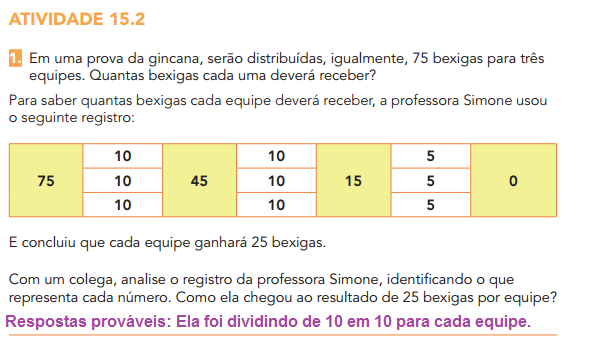 ATIVIDADE 15.2
1. Em uma prova da gincana, serão distribuídas, igualmente, 75 bexigas para três
equipes. Quantas bexigas cada uma deverá receber?
Para saber quantas bexigas cada equipe deverá receber, a professora Simone usou
o seguinte registro:
10 10 5
75 10 45 10 15 5 0
10 10 5
E concluiu que cada equipe ganhará 25 bexigas.
Com um colega, analise o registro da professora Simone, identificando o que
representa cada número. Como ela chegou ao resultado de 25 bexigas por equipe?
Respostas prováveis: Ela foi dividindo de 10 em 10 para cada equipe.